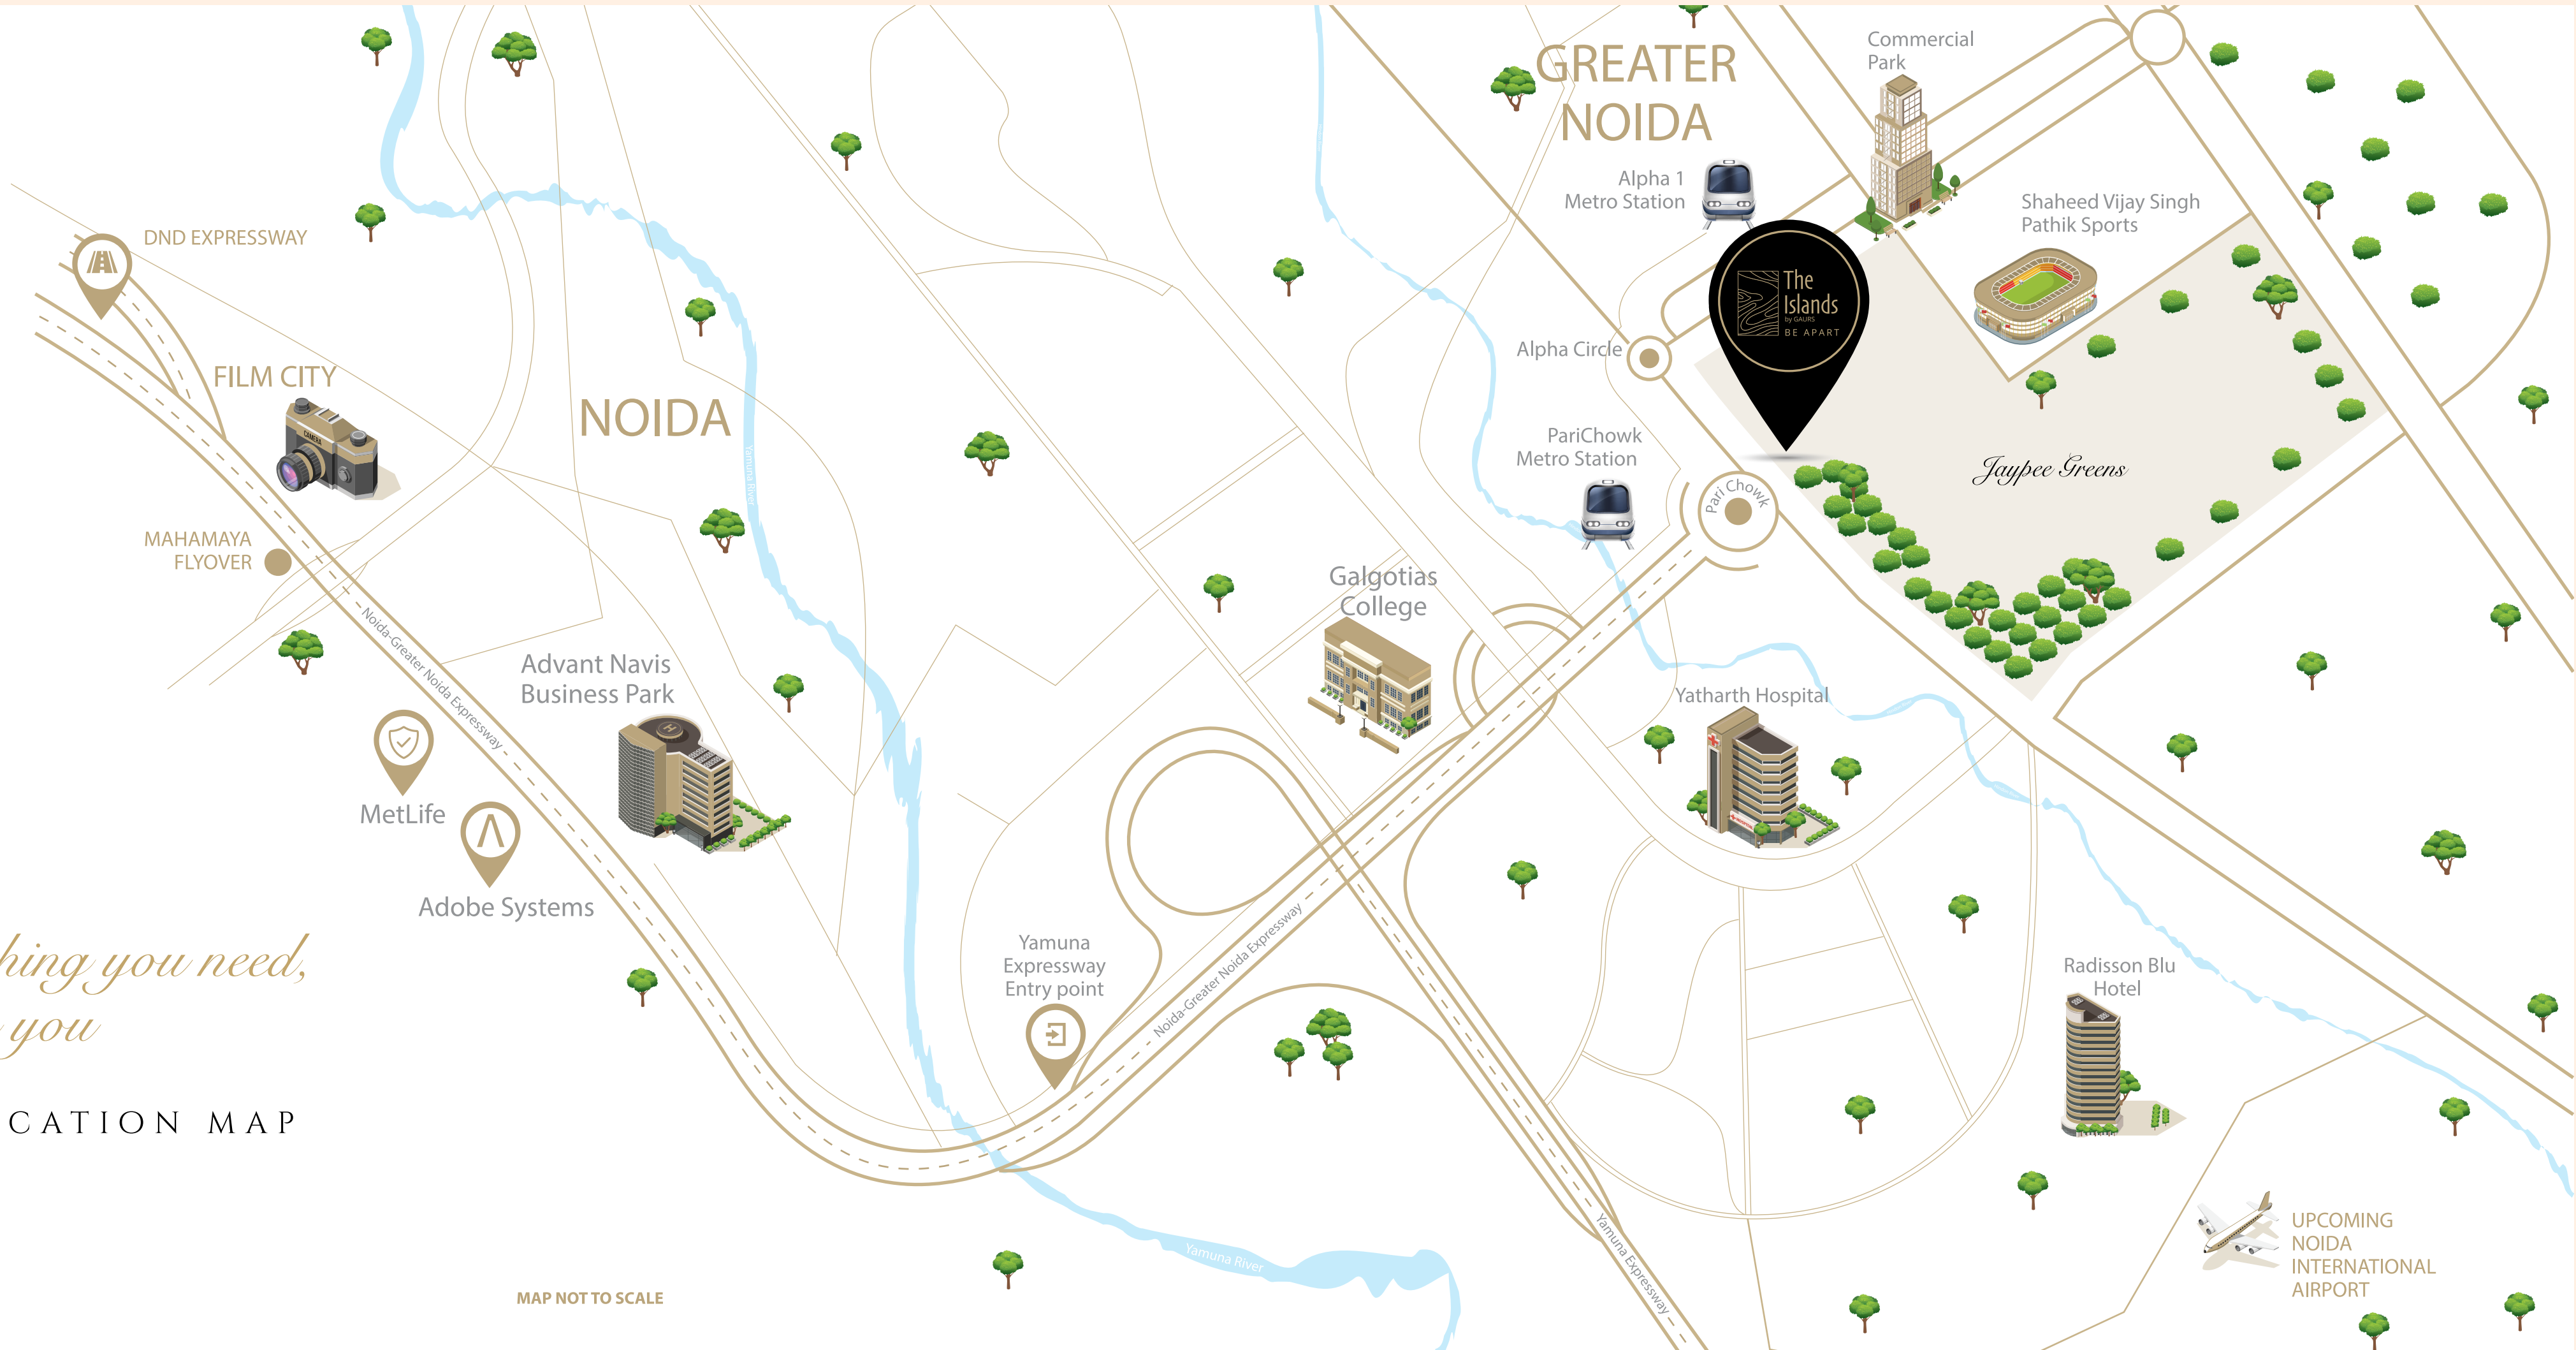 GREATER
NOIDA
Commercial
Park
Alpha 1
Metro Station
Shaheed Vijay Singh
Pathik Sports
DND EXPRESSWAY
The
Islands
by GAURS
BE APART
Alpha Circle
FILM CITY
CAMERA
NOIDA
PariChowk
Metro Station
Yamuna River
Jaypee Greens
Pari Chowk
MAHAMAYA
FLYOVER
Galgotias
College
Noida-Greater Noida Expressway
Advant Navis
Business Park
H
Yatharth Hospital
HOSPITAL
MetLife
Adobe Systems
hing you need,
you
Yamuna
Expressway
Entry point
Noida-Greater Noida Expressway
Radisson Blu
Hotel
CATION MAP
Yamuna River
Yamuna Expressway
UPCOMING
NOIDA
INTERNATIONAL
AIRPORT
MAP NOT TO SCALE